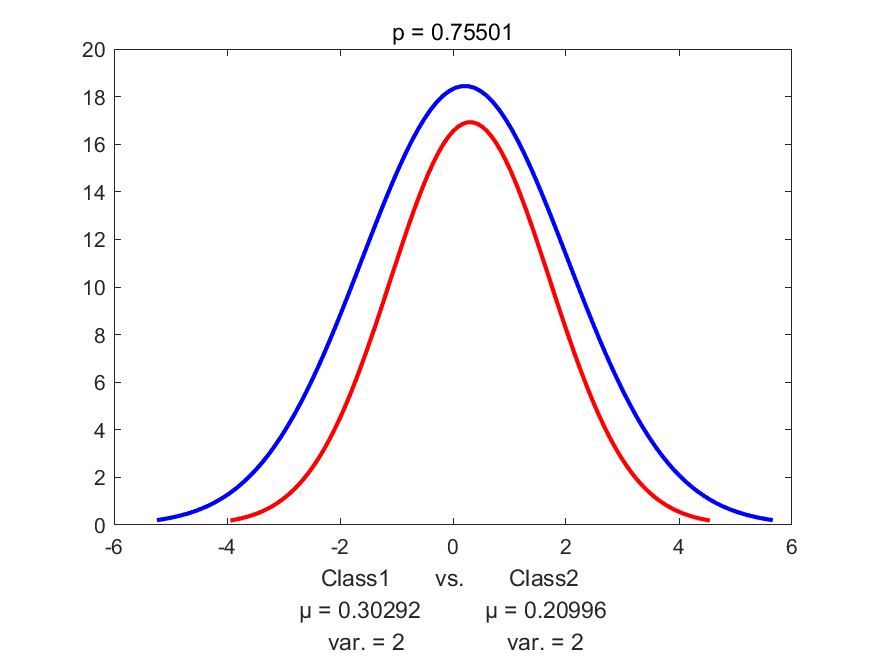 p = 0.75501
20
18
16
14
12
10
8
6
4
2
0
-6 -4 -2 0 2 4 6
Class1 vs. Class2
μ = 0.30292 μ = 0.20996
var. = 2 var. = 2